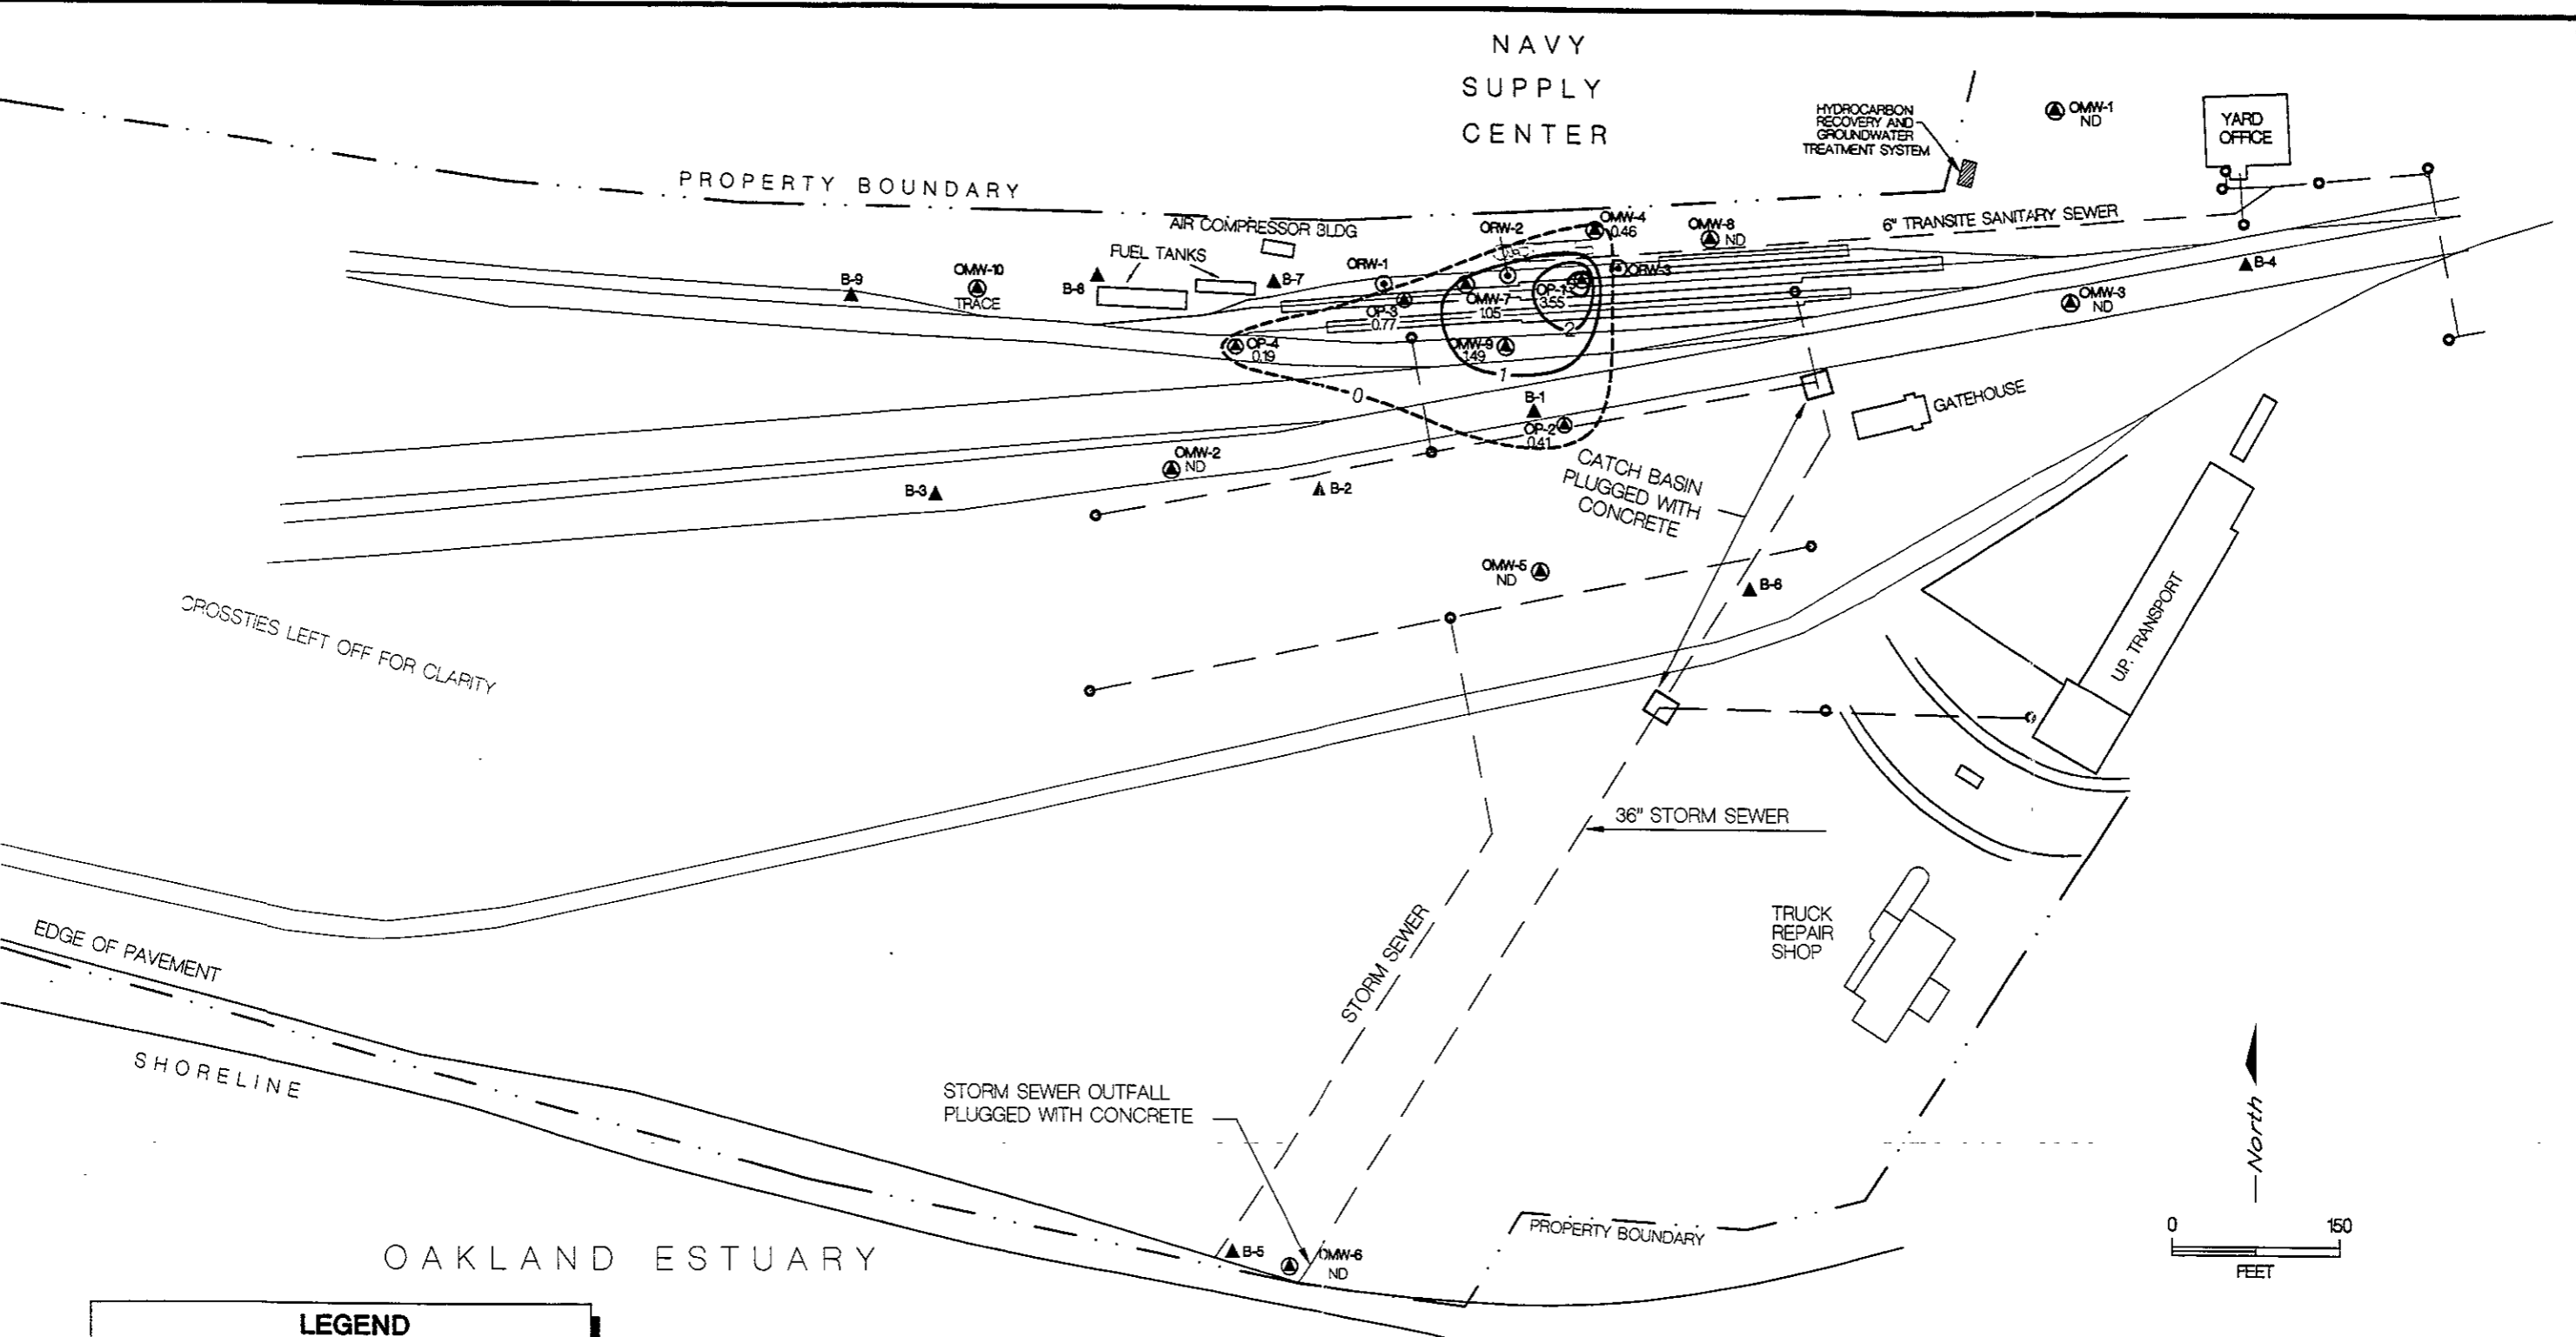 NAVY
SUPPLY
CENTER
HYDROCARBON
RECOVERY AND
GROUNDWATER
TREATMENT SYSTEM
OMW-1
ND
YARD
OFFICE
PROPERTY BOUNDARY
AIR COMPRESSOR BLDG
FUEL TANKS
ORW-2
OMW-4
0.46
OMW-8
ND
6" TRANSITE SANITARY SEWER
B-9
OMW-10
TRACE
B-8
B-7
ORW-1
ORW-3
B-4
OP-3
0.77
OMW-7
1.05
OP-1
3.55
2
OMW-3
ND
OP-4
0.19
OMW-9
1.49
1
0
B-1
OP-2
0.41
GATEHOUSE
OMW-2
ND
B-3
B-2
CATCH BASIN
PLUGGED WITH
CONCRETE
OMW-5
ND
B-6
CROSSTIES LEFT OFF FOR CLARITY
U.P. TRANSPORT
36" STORM SEWER
STORM SEWER
TRUCK
REPAIR
SHOP
EDGE OF PAVEMENT
SHORELINE
STORM SEWER OUTFALL
PLUGGED WITH CONCRETE
North
PROPERTY BOUNDARY
0 150
FEET
OAKLAND ESTUARY
B-5
OMW-6
ND
LEGEND